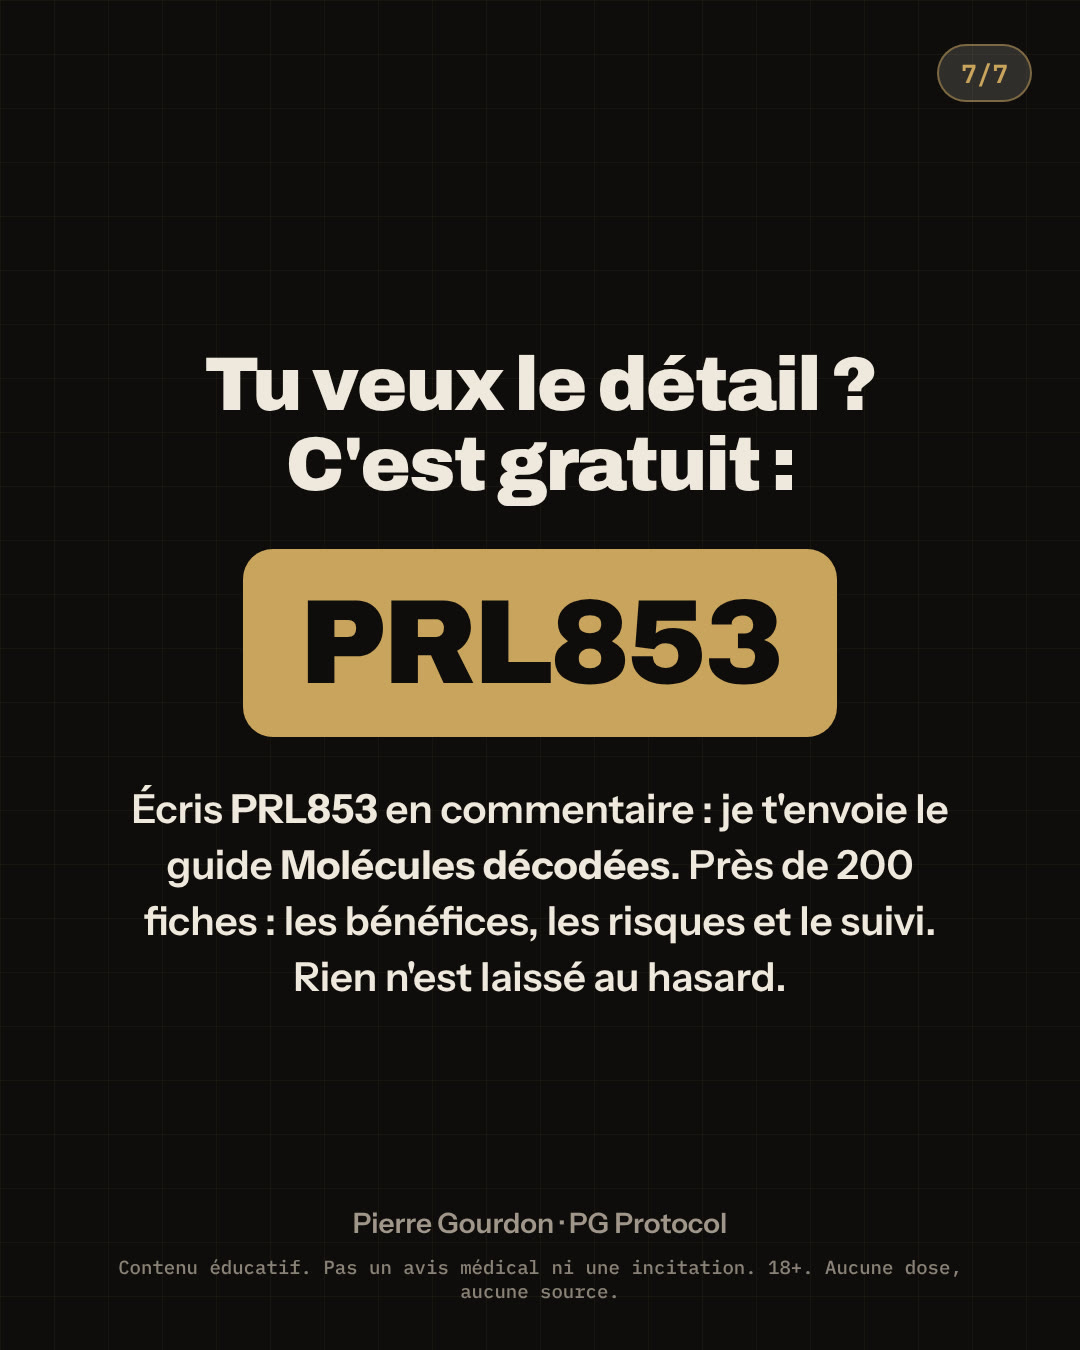 7/7
Tu veux le détail ?
C'est gratuit :
PRL853
Écris PRL853 en commentaire : je t'envoie le
guide Molécules décodées. Près de 200
fiches : les bénéfices, les risques et le suivi.
Rien n'est laissé au hasard.
Pierre Gourdon · PG Protocol
Contenu éducatif. Pas un avis médical ni une incitation. 18+. Aucune dose,
aucune source.